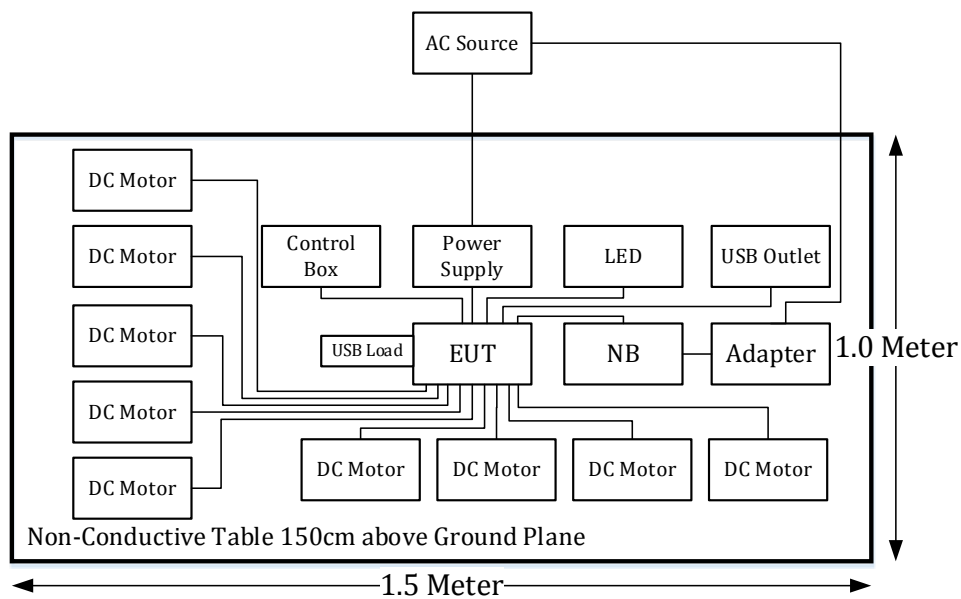 AC Source
DC Motor
DC Motor
Control
Box
Power
Supply
LED
USB Outlet
DC Motor
USB Load
EUT
NB
Adapter
1.0 Meter
DC Motor
DC Motor
DC Motor
DC Motor
DC Motor
DC Motor
Non-Conductive Table 150cm above Ground Plane
1.5 Meter